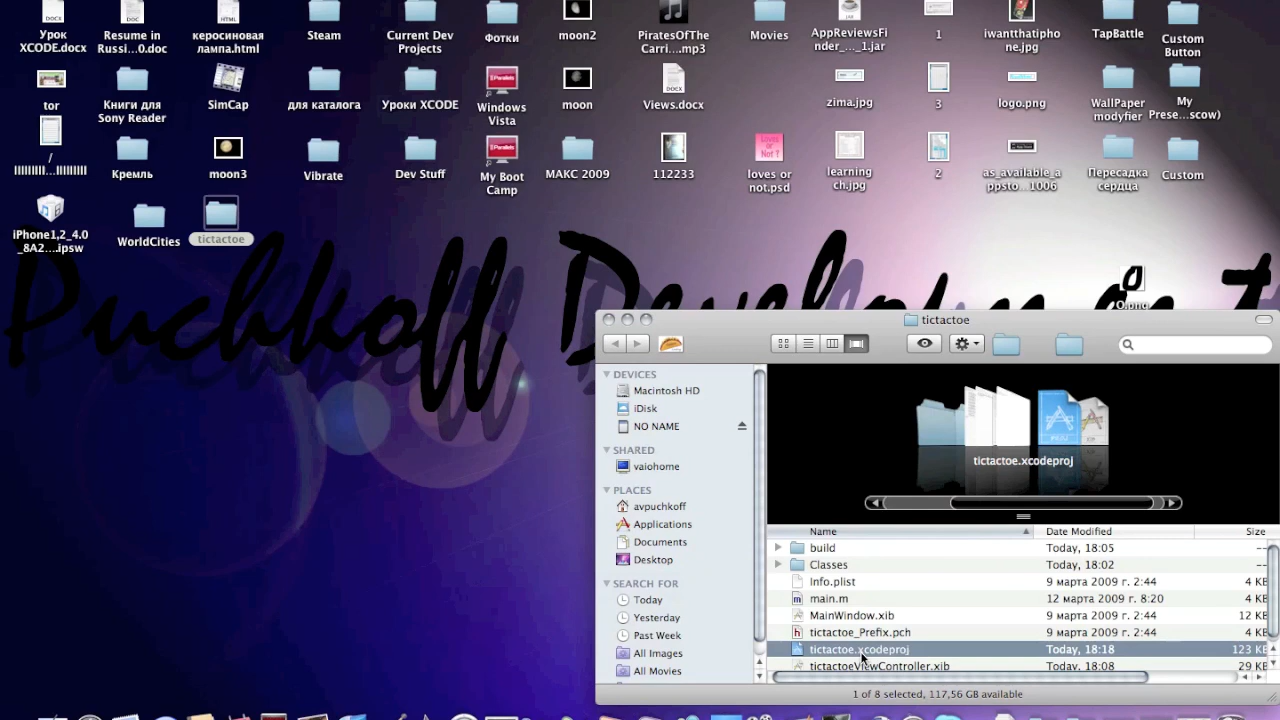 Урок
XCODE.docx
Resume in
Russi...0.doc
керосиновая
лампа.html
Steam
Current Dev
Projects
Фотки
moon2
PiratesOfThe
Carri....mp3
Movies
AppReviewsFi
nder_..._1.jar
1
iwantthatipho
ne.jpg
TapBattle
Custom
Button
tor
Книги для
Sony Reader
SimCap
для каталога
Уроки XCODE
Windows
Vista
moon
Views.docx
zima.jpg
3
logo.png
WallPaper
modyfier
My
Prese...scow)
/
Кремль
moon3
Vibrate
Dev Stuff
My Boot
Camp
МАКС 2009
112233
loves or
not.psd
learning
ch.jpg
2
as_available_a
ppsto...1006
Пересадка
сердца
Custom
iPhone1,2_4.0
_8A2....ipsw
WorldCities
tictactoe
Puchkoff
O.png
tictactoe
DEVICES
Macintosh HD
iDisk
NO NAME
SHARED
vaiohome
PLACES
avpuchkoff
Applications
Documents
Desktop
SEARCH FOR
Today
Yesterday
Past Week
All Images
All Movies
tictactoe.xcodeproj
Name Date Modified Size
build Today, 18:05 --
Classes Today, 18:02 --
Info.plist 9 марта 2009 г. 2:44 4 KB
main.m 12 марта 2009 г. 8:20 4 KB
MainWindow.xib 9 марта 2009 г. 2:44 12 KB
tictactoe_Prefix.pch 9 марта 2009 г. 2:44 4 KB
tictactoe.xcodeproj Today, 18:18 123 KB
tictactoeViewController.xib Today, 18:08 29 KB
1 of 8 selected, 117,56 GB available